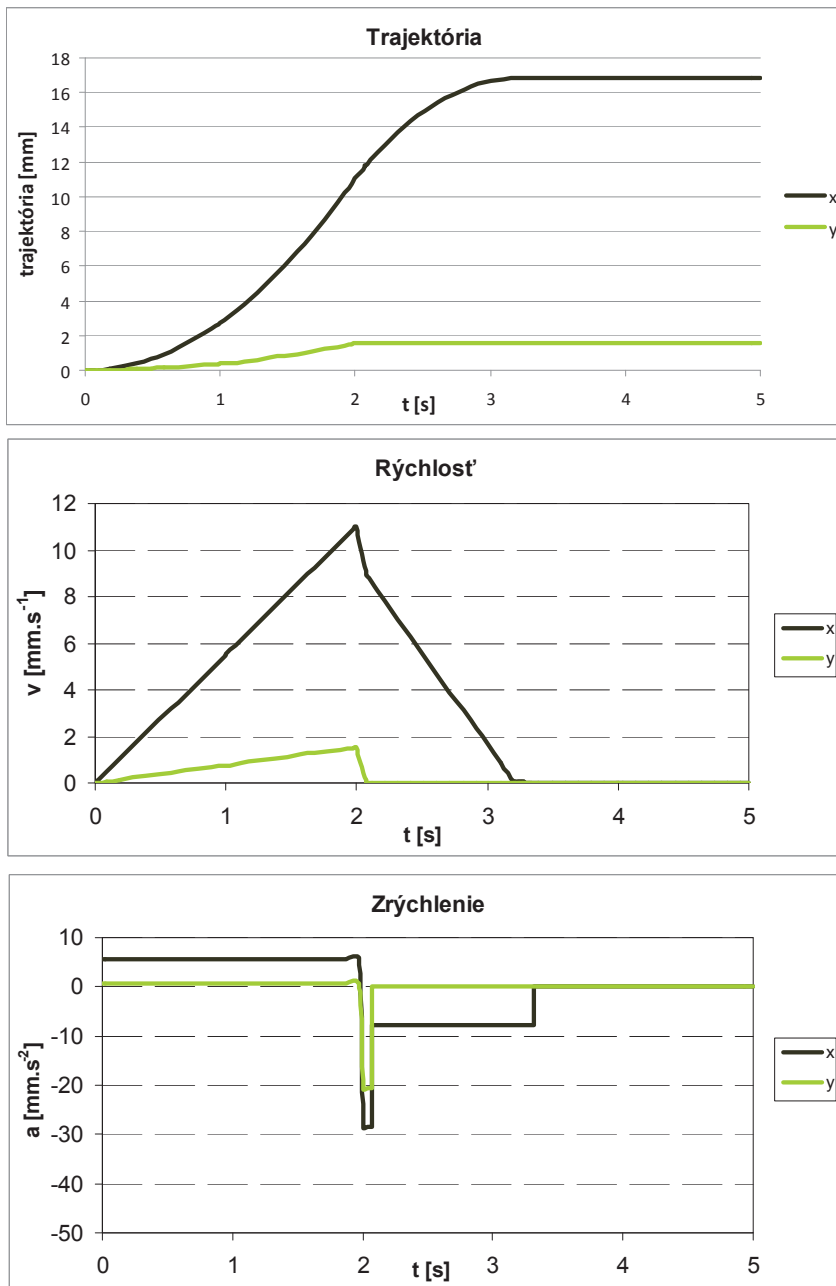 Trajektória
trajektória [mm]
18
16
14
12
10
8
6
4
2
0
0 1 2 3 4 5
t [s]
x
y
Rýchlosť
v [mm.s-1]
12
10
8
6
4
2
0
0 1 2 3 4 5
t [s]
x
y
Zrýchlenie
a [mm.s-2]
10
0
-10
-20
-30
-40
-50
0 1 2 3 4 5
t [s]
x
y